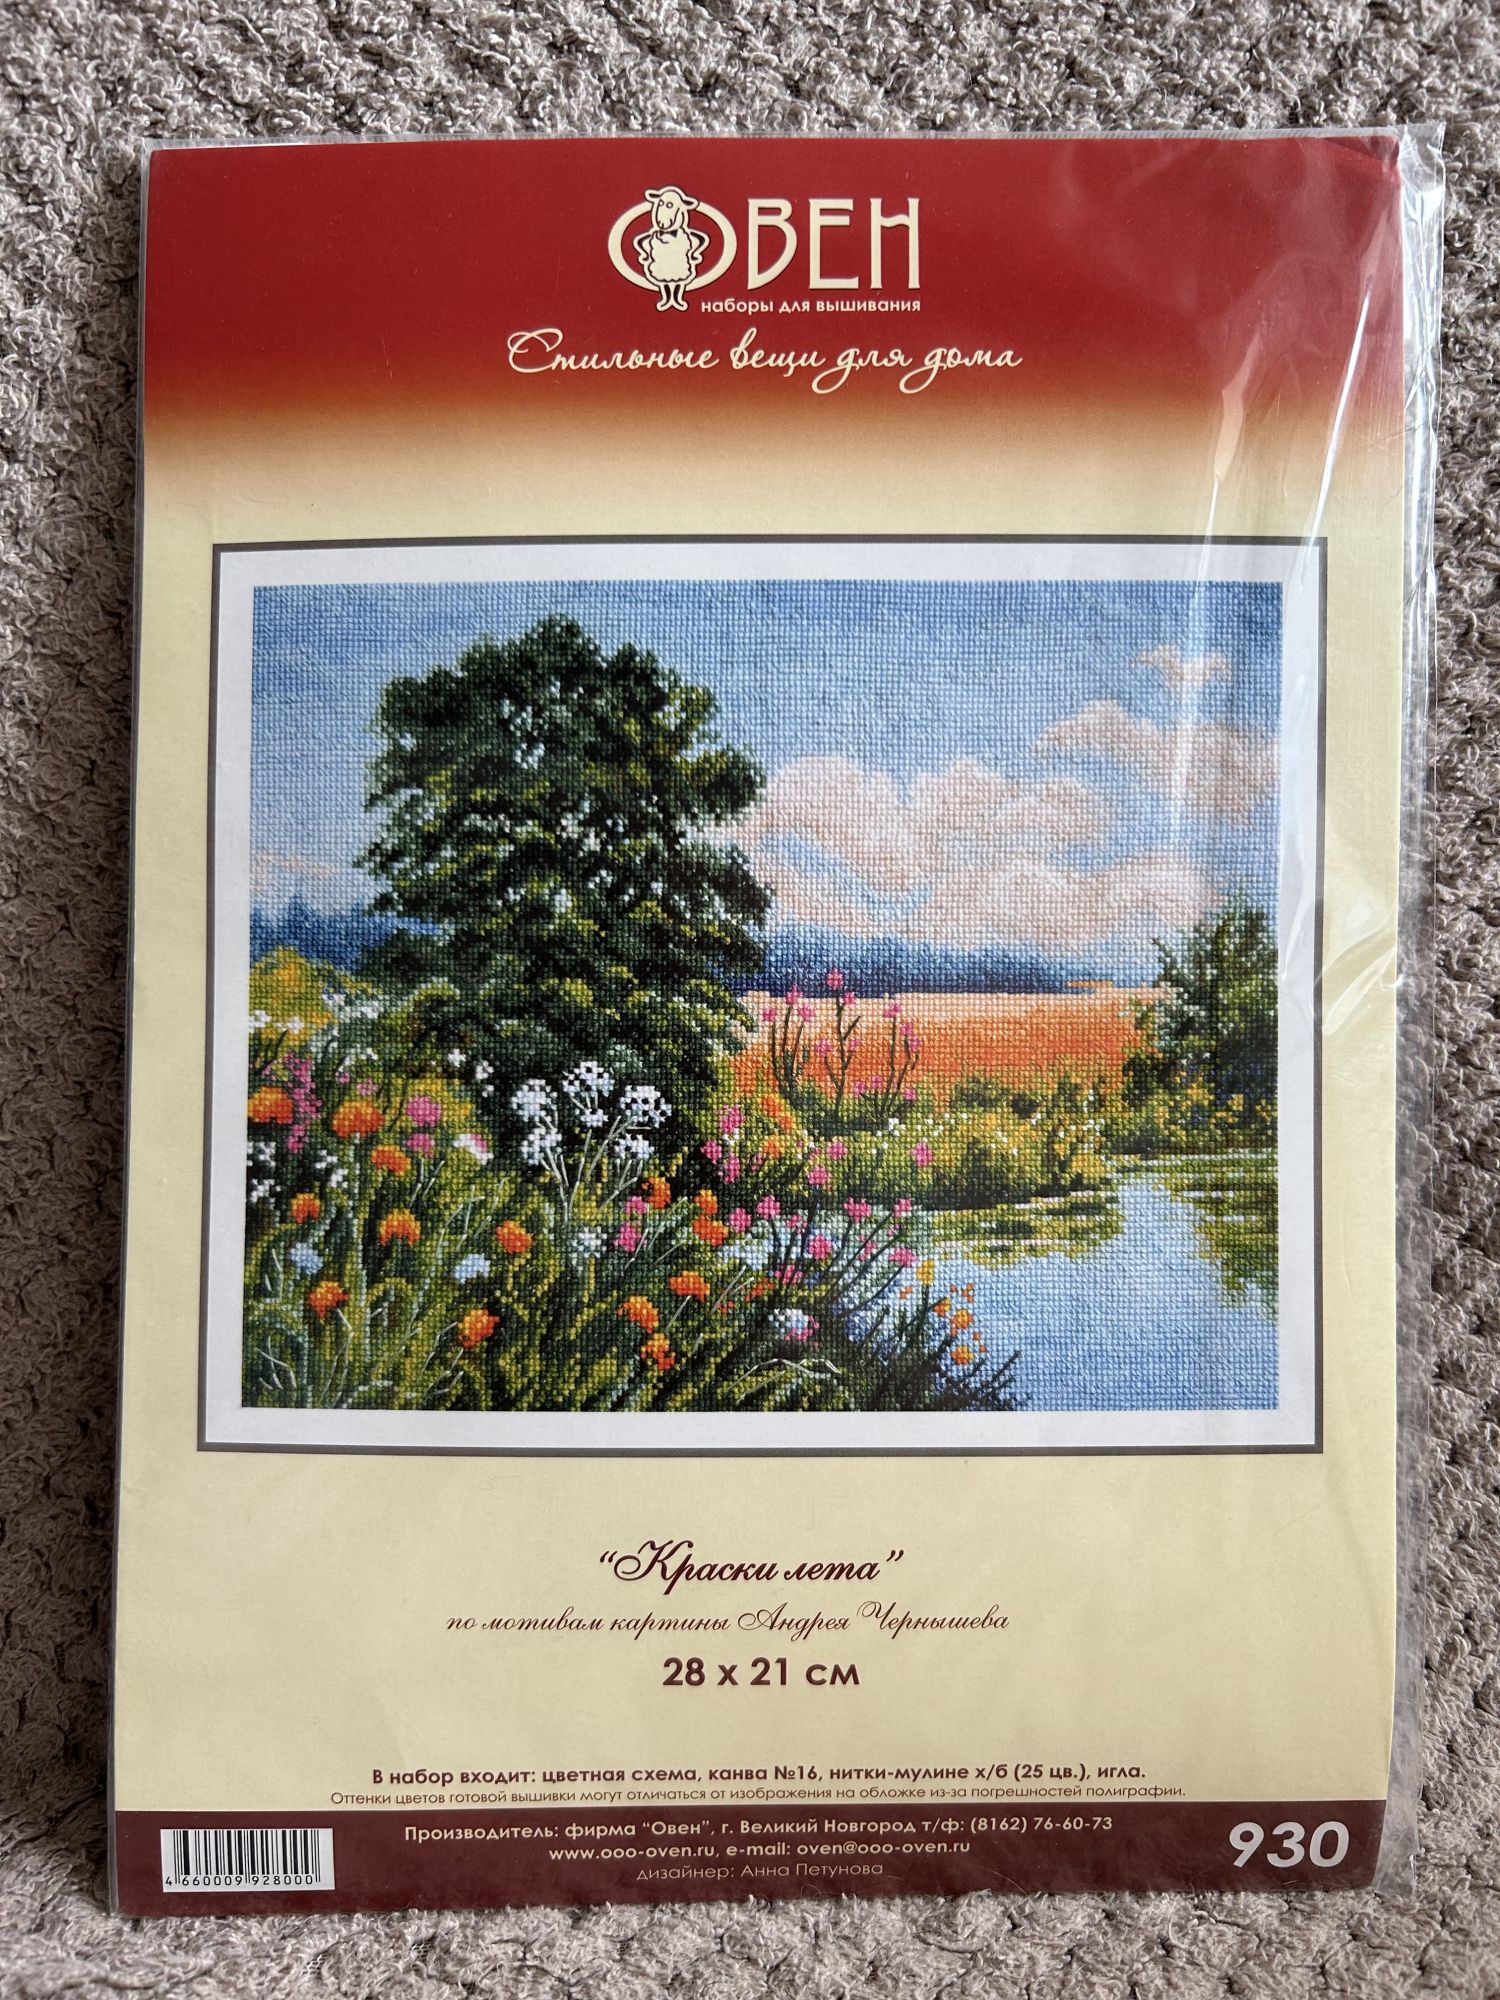 ОВЕН
наборы для вышивания
Стильные вещи для дома
“Краски лета”
по мотивам картины Андрея Чернышева
28 х 21 см
В набор входит: цветная схема, канва №16, нитки-мулине х/б (25 цв.), игла.
Оттенки цветов готовой вышивки могут отличаться от изображения на обложке из-за погрешностей полиграфии.
Производитель: фирма “Овен”, г. Великий Новгород т/ф: (8162) 76-60-73
www.ooo-oven.ru, e-mail: oven@ooo-oven.ru
дизайнер: Анна Петунова
930
4 660009 928000